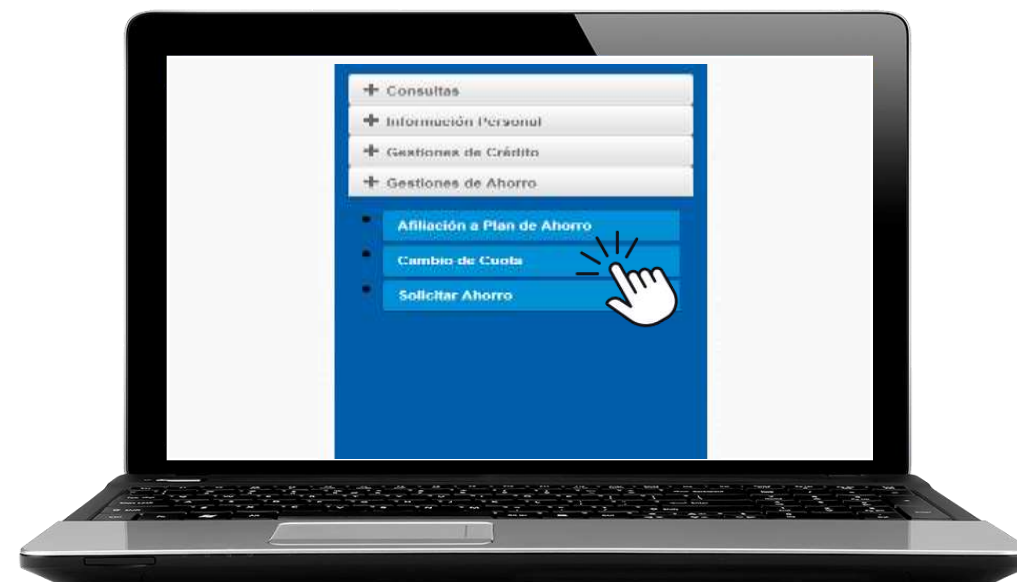 Consultas
Información Personal
Gestiones de Crédito
Gestiones de Ahorro
Afiliación a Plan de Ahorro
Cambio de Cuota
Solicitar Ahorro